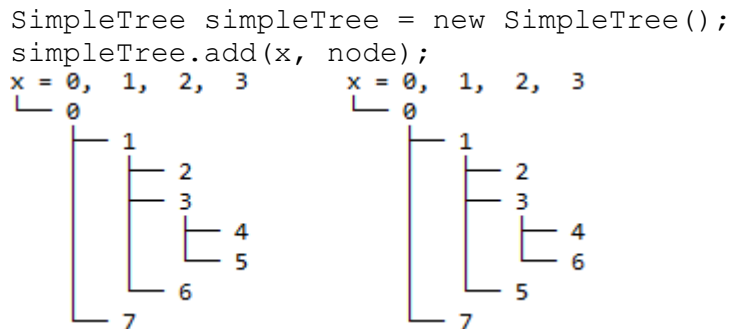 SimpleTree simpleTree = new SimpleTree();
simpleTree.add(x, node);
x = 0, 1, 2, 3 x = 0, 1, 2, 3
0 0
1 1
2 2
3 3
4 4
5 6
6 5
7 7